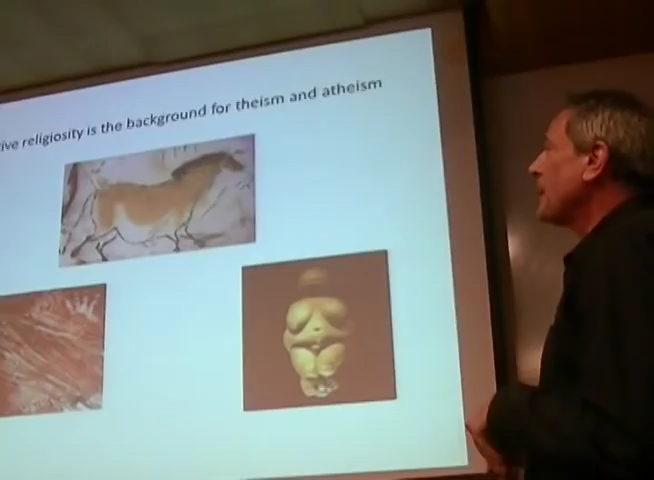 ive religiosity is the background for theism and atheism